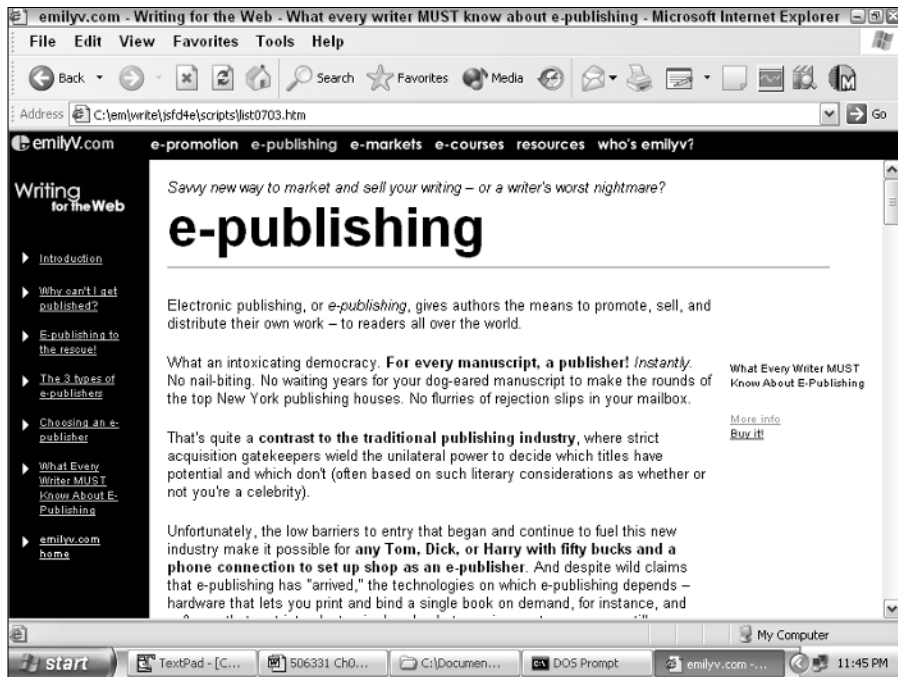 emilyv.com - Writing for the Web - What every writer MUST know about e-publishing - Microsoft Internet Explorer
File Edit View Favorites Tools Help
Back Search Favorites Media
Address C:\em\write\jsfd4e\scripts\list0703.htm Go
emilyV.com e-promotion e-publishing e-markets e-courses resources who's emilyv?
Writing
for the Web
Introduction
Why can't I get
published?
E-publishing to
the rescue!
The 3 types of
e-publishers
Choosing an e-
publisher
What Every
Writer MUST
Know About E-
Publishing
emilyv.com
home
Savvy new way to market and sell your writing – or a writer's worst nightmare?
e-publishing
Electronic publishing, or e-publishing, gives authors the means to promote, sell, and
distribute their own work – to readers all over the world.
What an intoxicating democracy. For every manuscript, a publisher! Instantly.
No nail-biting. No waiting years for your dog-eared manuscript to make the rounds of
the top New York publishing houses. No flurries of rejection slips in your mailbox.
That's quite a contrast to the traditional publishing industry, where strict
acquisition gatekeepers wield the unilateral power to decide which titles have
potential and which don't (often based on such literary considerations as whether or
not you're a celebrity).
Unfortunately, the low barriers to entry that began and continue to fuel this new
industry make it possible for any Tom, Dick, or Harry with fifty bucks and a
phone connection to set up shop as an e-publisher. And despite wild claims
that e-publishing has "arrived," the technologies on which e-publishing depends –
hardware that lets you print and bind a single book on demand, for instance, and
What Every Writer MUST
Know About E-Publishing
More info
Buy it!
My Computer
start TextPad - [C... 506331 Ch0... C:\Documen... DOS Prompt emilyv.com -... 11:45 PM